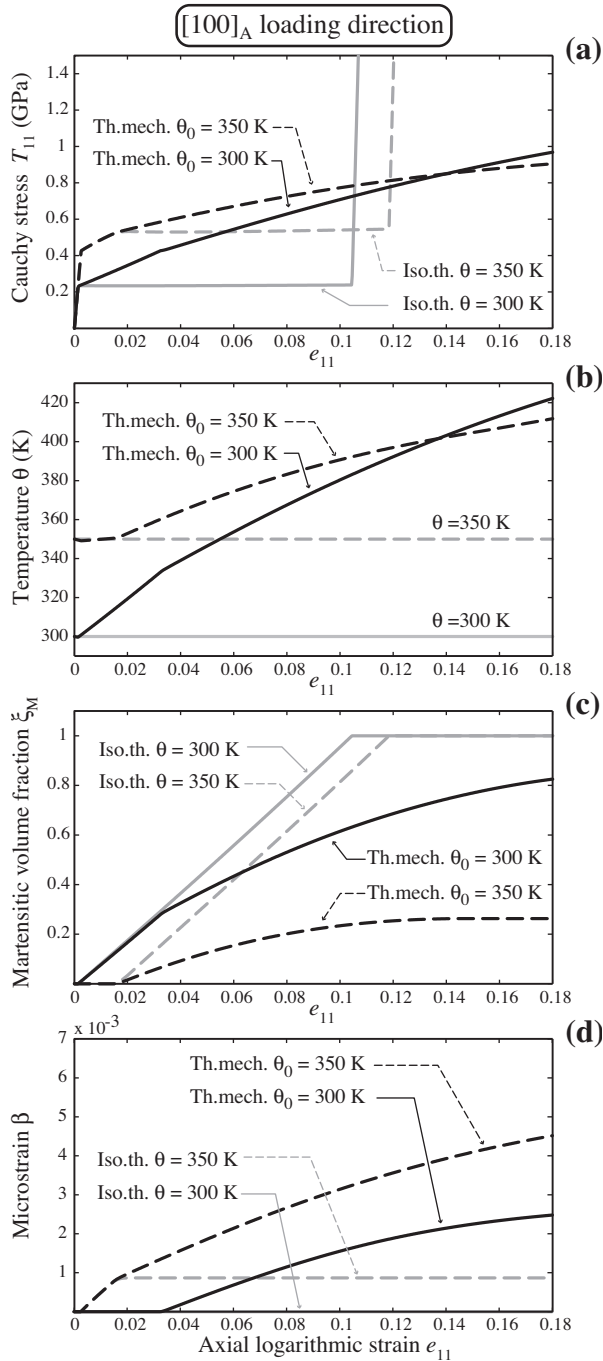 [100]A loading direction
(a)
Cauchy stress T11 (GPa)
1.4
1.2
1
0.8
0.6
0.4
0.2
Th.mech. θ0 = 350 K
Th.mech. θ0 = 300 K
Iso.th. θ = 350 K
Iso.th. θ = 300 K
0 0.02 0.04 0.06 0.08 0.1 0.12 0.14 0.16 0.18
e11
(b)
Temperature θ (K)
420
400
380
360
340
320
300
Th.mech. θ0 = 350 K
Th.mech. θ0 = 300 K
θ =350 K
θ =300 K
0 0.02 0.04 0.06 0.08 0.1 0.12 0.14 0.16 0.18
e11
(c)
Martensitic volume fraction ξM
1
0.8
0.6
0.4
0.2
Iso.th. θ = 300 K
Iso.th. θ = 350 K
Th.mech. θ0 = 300 K
Th.mech. θ0 = 350 K
0 0.02 0.04 0.06 0.08 0.1 0.12 0.14 0.16 0.18
e11
(d)
x 10-3
Microstrain β
7
6
5
4
3
2
1
Th.mech. θ0 = 350 K
Th.mech. θ0 = 300 K
Iso.th. θ = 350 K
Iso.th. θ = 300 K
0 0.02 0.04 0.06 0.08 0.1 0.12 0.14 0.16 0.18
Axial logarithmic strain e11